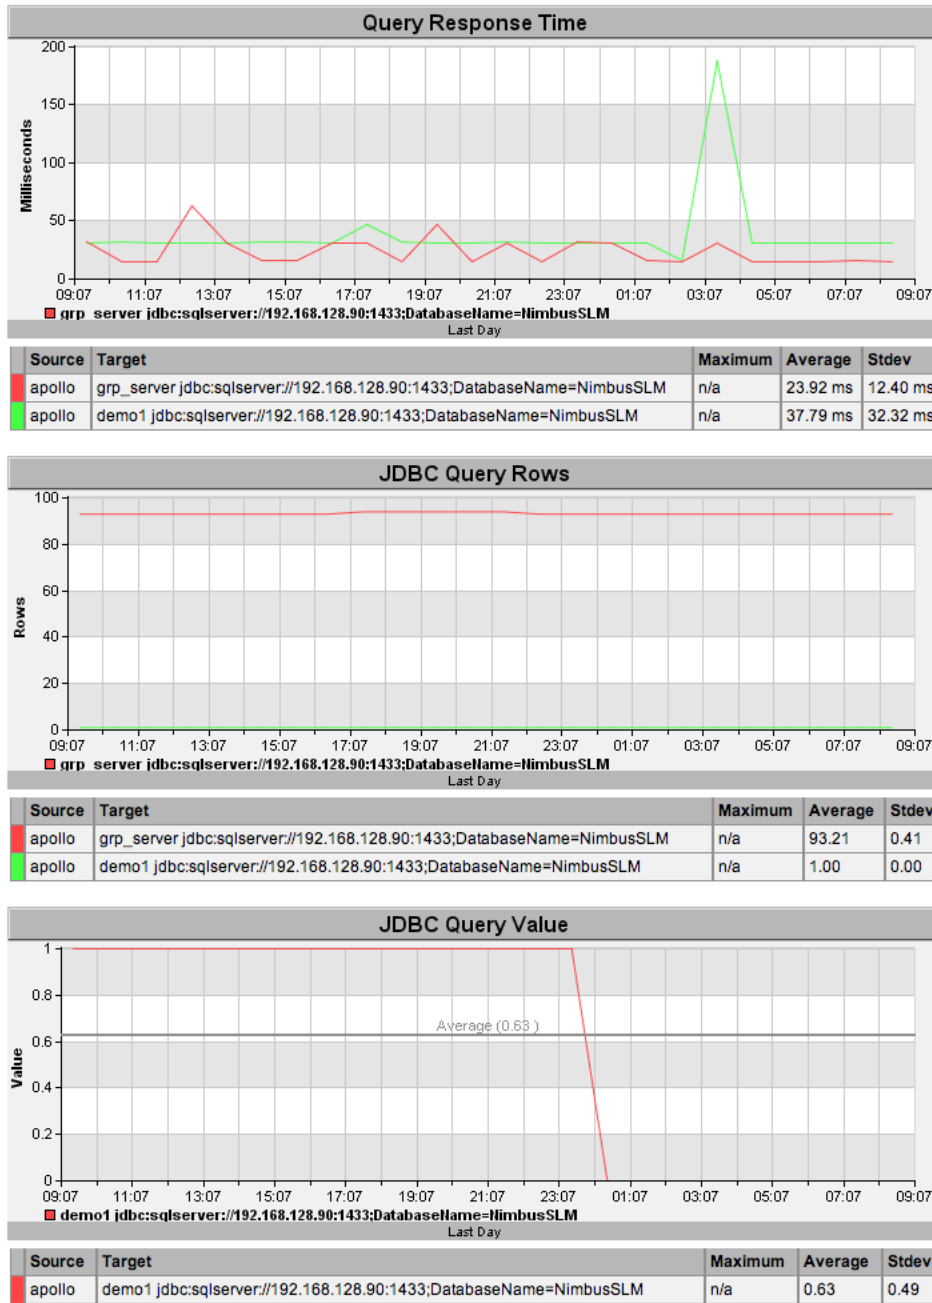 Query Response Time
200
150
100
50
0
Milliseconds
09:07 11:07 13:07 15:07 17:07 19:07 21:07 23:07 01:07 03:07 05:07 07:07 09:07
grp_server jdbc:sqlserver://192.168.128.90:1433;DatabaseName=NimbusSLM
Last Day
Source Target Maximum Average Stdev
apollo grp_server jdbc:sqlserver://192.168.128.90:1433;DatabaseName=NimbusSLM n/a 23.92 ms 12.40 ms
apollo demo1 jdbc:sqlserver://192.168.128.90:1433;DatabaseName=NimbusSLM n/a 37.79 ms 32.32 ms
JDBC Query Rows
100
80
60
40
20
0
Rows
09:07 11:07 13:07 15:07 17:07 19:07 21:07 23:07 01:07 03:07 05:07 07:07 09:07
grp_server jdbc:sqlserver://192.168.128.90:1433;DatabaseName=NimbusSLM
Last Day
Source Target Maximum Average Stdev
apollo grp_server jdbc:sqlserver://192.168.128.90:1433;DatabaseName=NimbusSLM n/a 93.21 0.41
apollo demo1 jdbc:sqlserver://192.168.128.90:1433;DatabaseName=NimbusSLM n/a 1.00 0.00
JDBC Query Value
1
0.8
0.6
0.4
0.2
0
Value
Average (0.63 )
09:07 11:07 13:07 15:07 17:07 19:07 21:07 23:07 01:07 03:07 05:07 07:07 09:07
demo1 jdbc:sqlserver://192.168.128.90:1433;DatabaseName=NimbusSLM
Last Day
Source Target Maximum Average Stdev
apollo demo1 jdbc:sqlserver://192.168.128.90:1433;DatabaseName=NimbusSLM n/a 0.63 0.49